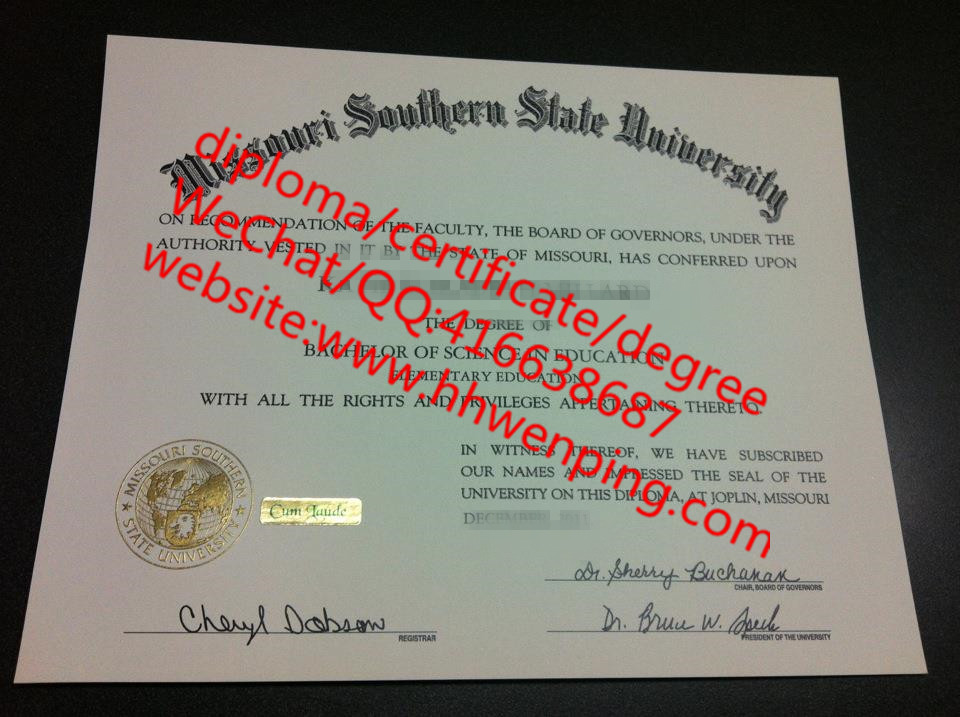 Missouri Southern State University
ON RECOMMENDATION OF THE FACULTY, THE BOARD OF GOVERNORS, UNDER THE
AUTHORITY VESTED IN IT BY THE STATE OF MISSOURI, HAS CONFERRED UPON
THE DEGREE OF
BACHELOR OF SCIENCE IN EDUCATION
ELEMENTARY EDUCATION
WITH ALL THE RIGHTS AND PRIVILEGES APPERTAINING THERETO.
IN WITNESS THEREOF, WE HAVE SUBSCRIBED
OUR NAMES AND IMPRESSED THE SEAL OF THE
UNIVERSITY ON THIS DIPLOMA, AT JOPLIN, MISSOURI
DECEMBER
MISSOURI SOUTHERN
STATE UNIVERSITY
Cum Laude
Dr. Sherry Buchanan
CHAIR, BOARD OF GOVERNORS
Cheryl Dobson
REGISTRAR
Dr. Bruce W. Speck
PRESIDENT OF THE UNIVERSITY
diploma/certificate/degree
WeChat/QQ:416638687
website:www.hhwenping.com